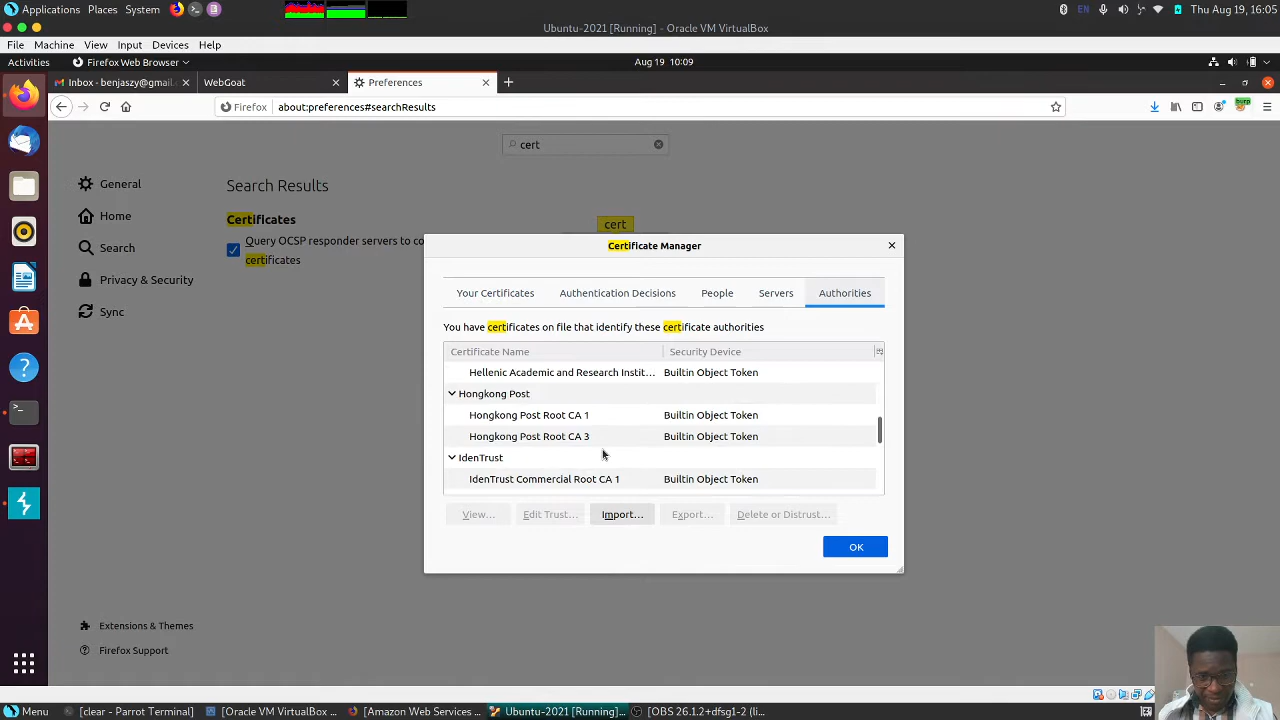 Applications Places System Thu Aug 19, 16:05
EN
Ubuntu-2021 [Running] - Oracle VM VirtualBox
File Machine View Input Devices Help
Activities Firefox Web Browser Aug 19 10:09
Inbox - benjaszy@gmail. WebGoat Preferences
Firefox about:preferences#searchResults
burp
cert
General
Home
Search
Privacy & Security
Sync
Search Results
Certificates
cert
Query OCSP responder servers to co
certificates
Certificate Manager
Your Certificates Authentication Decisions People Servers Authorities
You have certificates on file that identify these certificate authorities
Certificate Name Security Device
Hellenic Academic and Research Instit... Builtin Object Token
Hongkong Post
Hongkong Post Root CA 1 Builtin Object Token
Hongkong Post Root CA 3 Builtin Object Token
IdenTrust
IdenTrust Commercial Root CA 1 Builtin Object Token
View... Edit Trust... Import... Export... Delete or Distrust...
OK
Extensions & Themes
Firefox Support
Menu [clear - Parrot Terminal] [Oracle VM VirtualBox ... [Amazon Web Services ... Ubuntu-2021 [Running]... [OBS 26.1.2+dfsg1-2 (li...